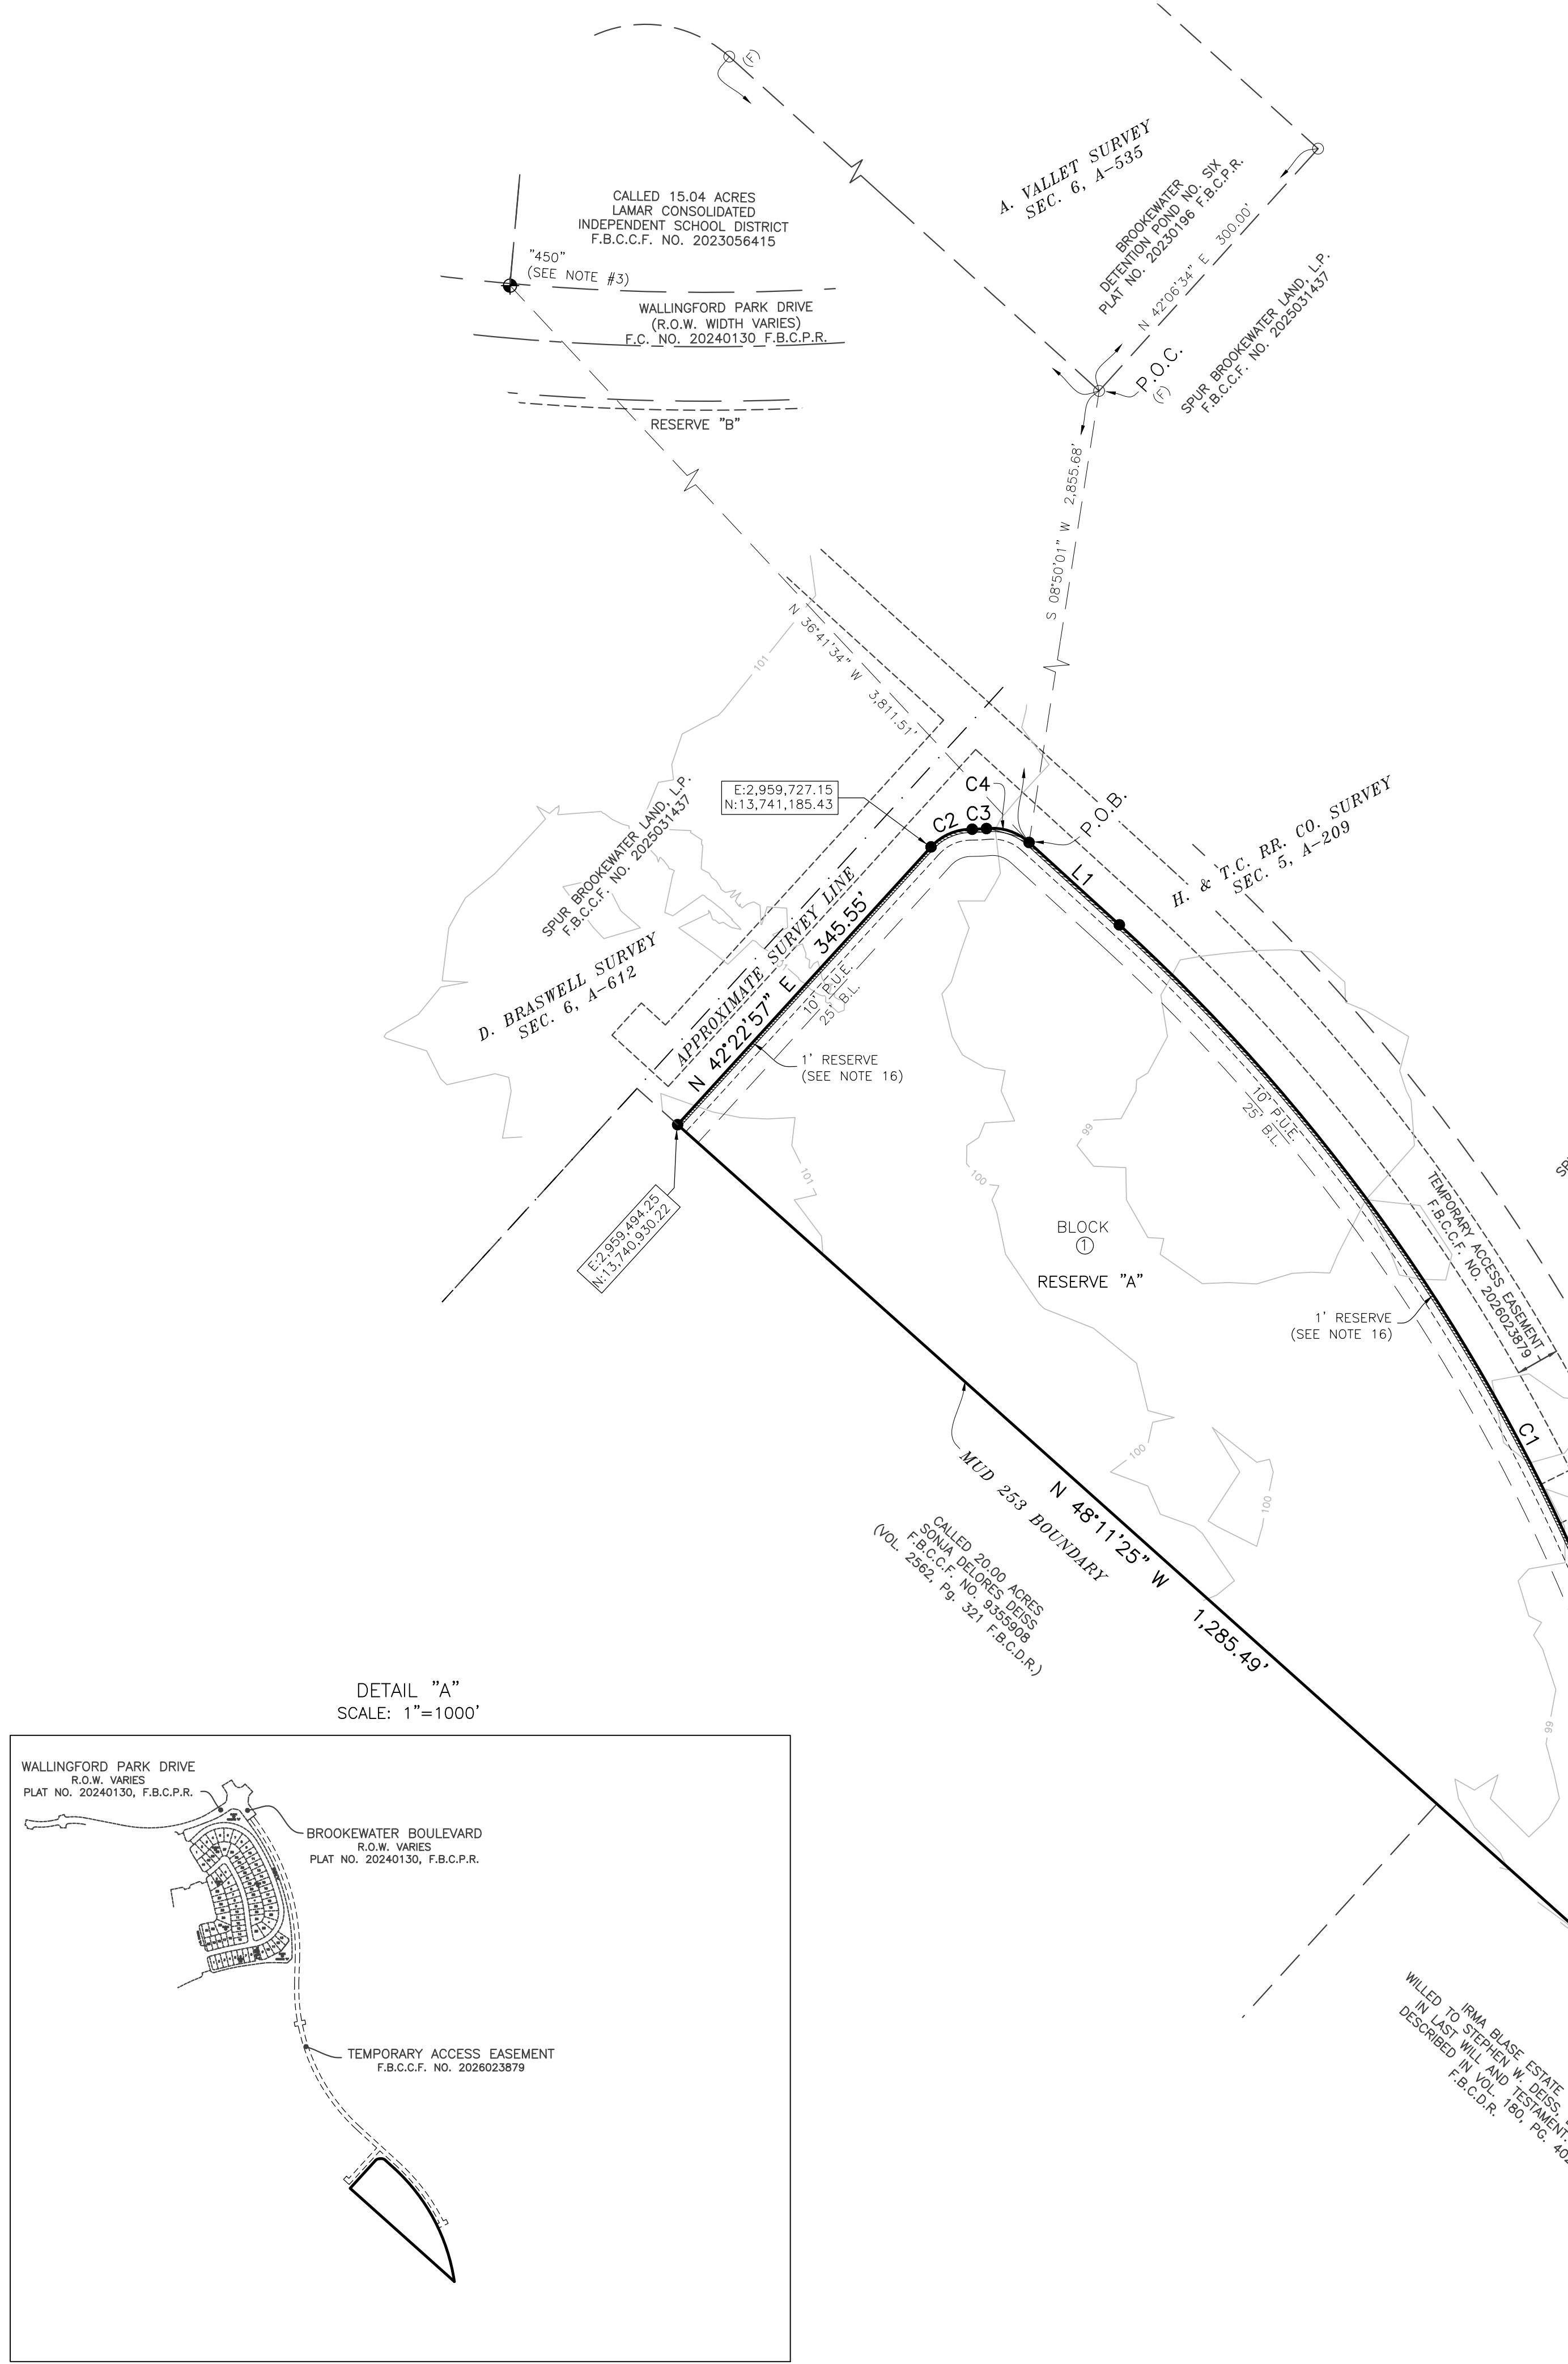 (F)
A. VALLET SURVEY
SEC. 6, A-535
CALLED 15.04 ACRES
LAMAR CONSOLIDATED
INDEPENDENT SCHOOL DISTRICT
F.B.C.C.F. NO. 2023056415
BROOKEWATER
DETENTION POND NO. SIX
PLAT NO. 20230196 F.B.C.P.R.
N 42°06'34" E 300.00'
"450"
(SEE NOTE #3)
WALLINGFORD PARK DRIVE
(R.O.W. WIDTH VARIES)
F.C. NO. 20240130 F.B.C.P.R.
SPUR BROOKEWATER LAND, L.P.
F.B.C.C.F. NO. 2025031437
P.O.C.
(F)
RESERVE "B"
S 08°50'01" W 2,855.68'
N 36°41'34" W 3,811.51'
101
E:2,959,727.15
N:13,741,185.43
C4
C2
C3
P.O.B.
L1
H. & T.C. RR. CO. SURVEY
SEC. 5, A-209
SPUR BROOKEWATER LAND, L.P.
F.B.C.C.F. NO. 2025031437
D. BRASWELL SURVEY
SEC. 6, A-612
APPROXIMATE SURVEY LINE
N 42°22'57" E 345.55'
10' P.U.E.
25' B.L.
1' RESERVE
(SEE NOTE 16)
10' P.U.E.
25' B.L.
99
101
100
E:2,959,494.25
N:13,740,930.22
BLOCK
1
RESERVE "A"
TEMPORARY ACCESS EASEMENT
F.B.C.C.F. NO. 2026023879
SP
1' RESERVE
(SEE NOTE 16)
C1
100
100
MUD 253 BOUNDARY
N 48°11'25" W 1,285.49'
CALLED 20.00 ACRES
SONJA DELORES DEISS
F.B.C.C.F. NO. 9355908
(VOL. 2562, Pg. 321 F.B.C.D.R.)
99
DETAIL "A"
SCALE: 1"=1000'
WALLINGFORD PARK DRIVE
R.O.W. VARIES
PLAT NO. 20240130, F.B.C.P.R.
BROOKEWATER BOULEVARD
R.O.W. VARIES
PLAT NO. 20240130, F.B.C.P.R.
TEMPORARY ACCESS EASEMENT
F.B.C.C.F. NO. 2026023879
IRMA BLASE ESTATE
WILLED TO STEPHEN W. DEISS,
IN LAST WILL AND TESTAMENT.
DESCRIBED IN VOL. 180, PG. 40
F.B.C.D.R.